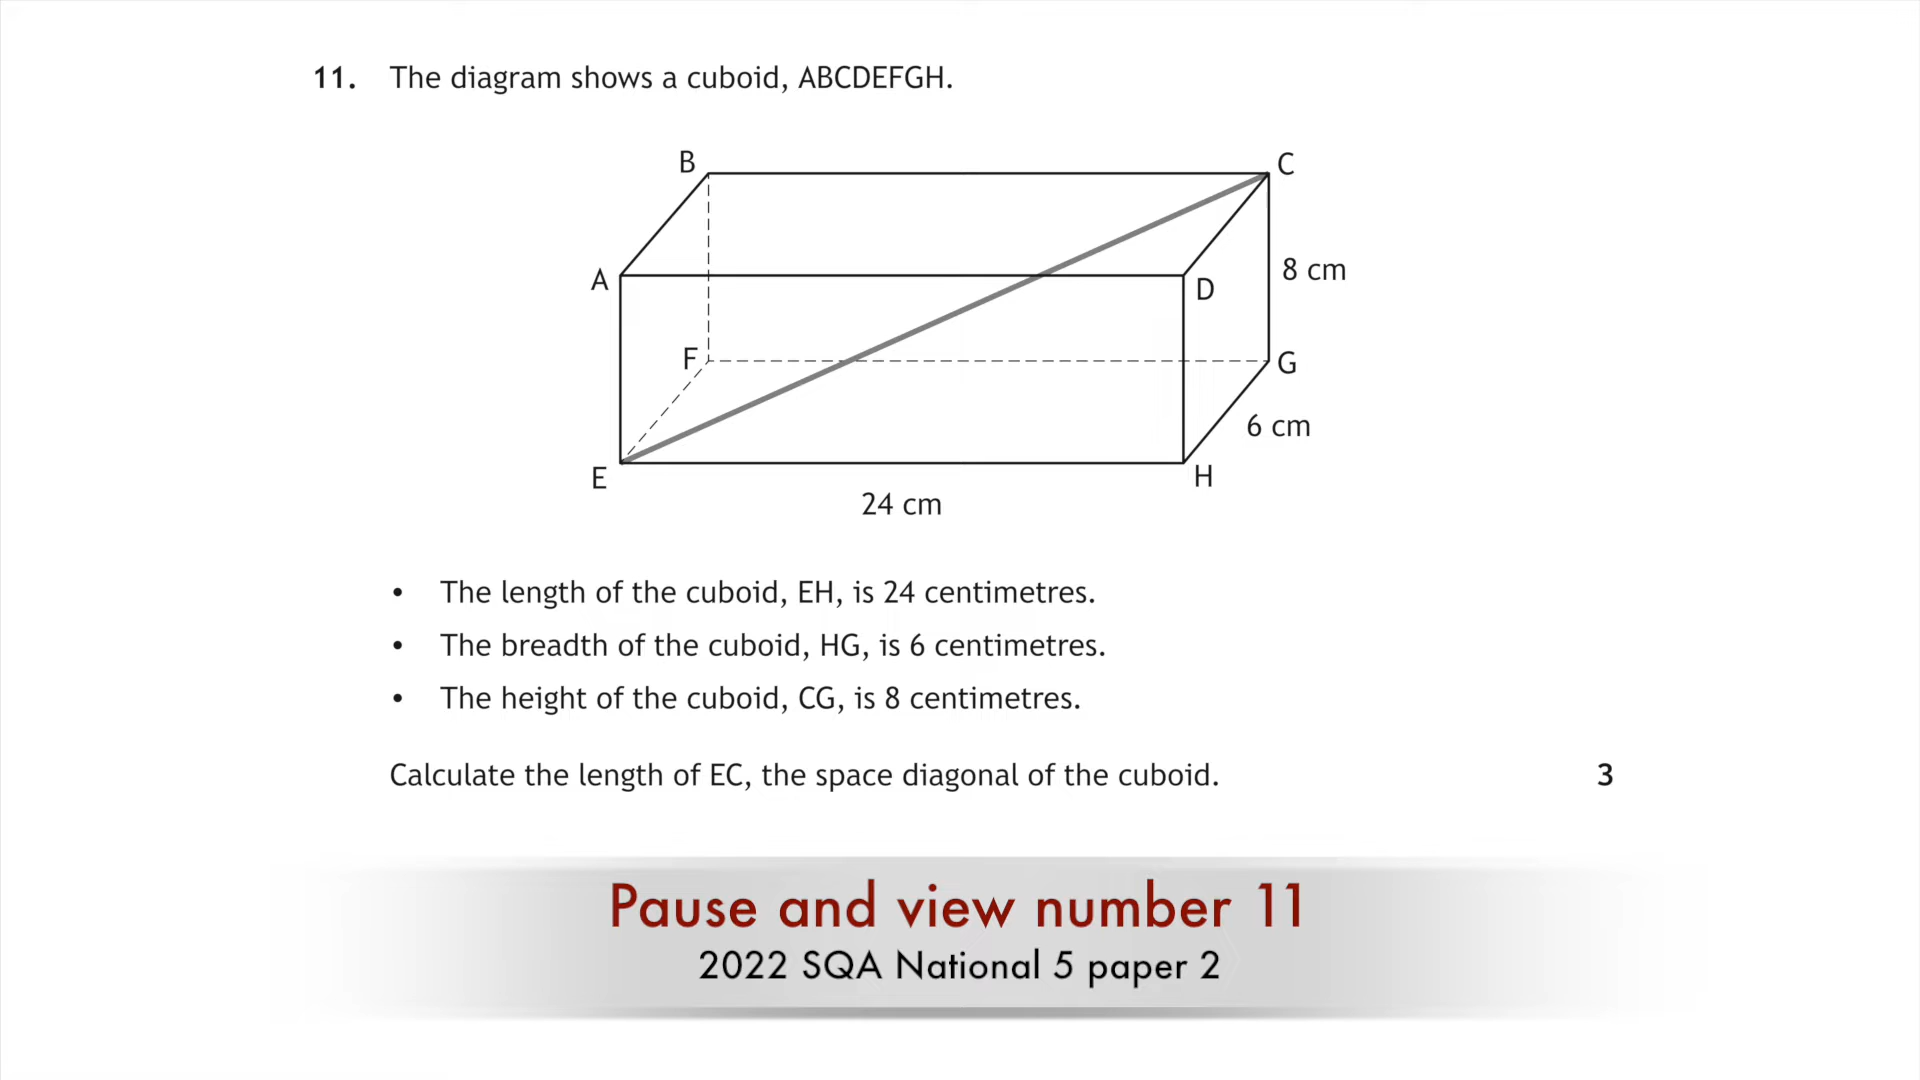 11. The diagram shows a cuboid, ABCDEFGH.
B
C
A
D
8 cm
F
G
6 cm
E
H
24 cm
• The length of the cuboid, EH, is 24 centimetres.
• The breadth of the cuboid, HG, is 6 centimetres.
• The height of the cuboid, CG, is 8 centimetres.
Calculate the length of EC, the space diagonal of the cuboid. 3
Pause and view number 11
2022 SQA National 5 paper 2